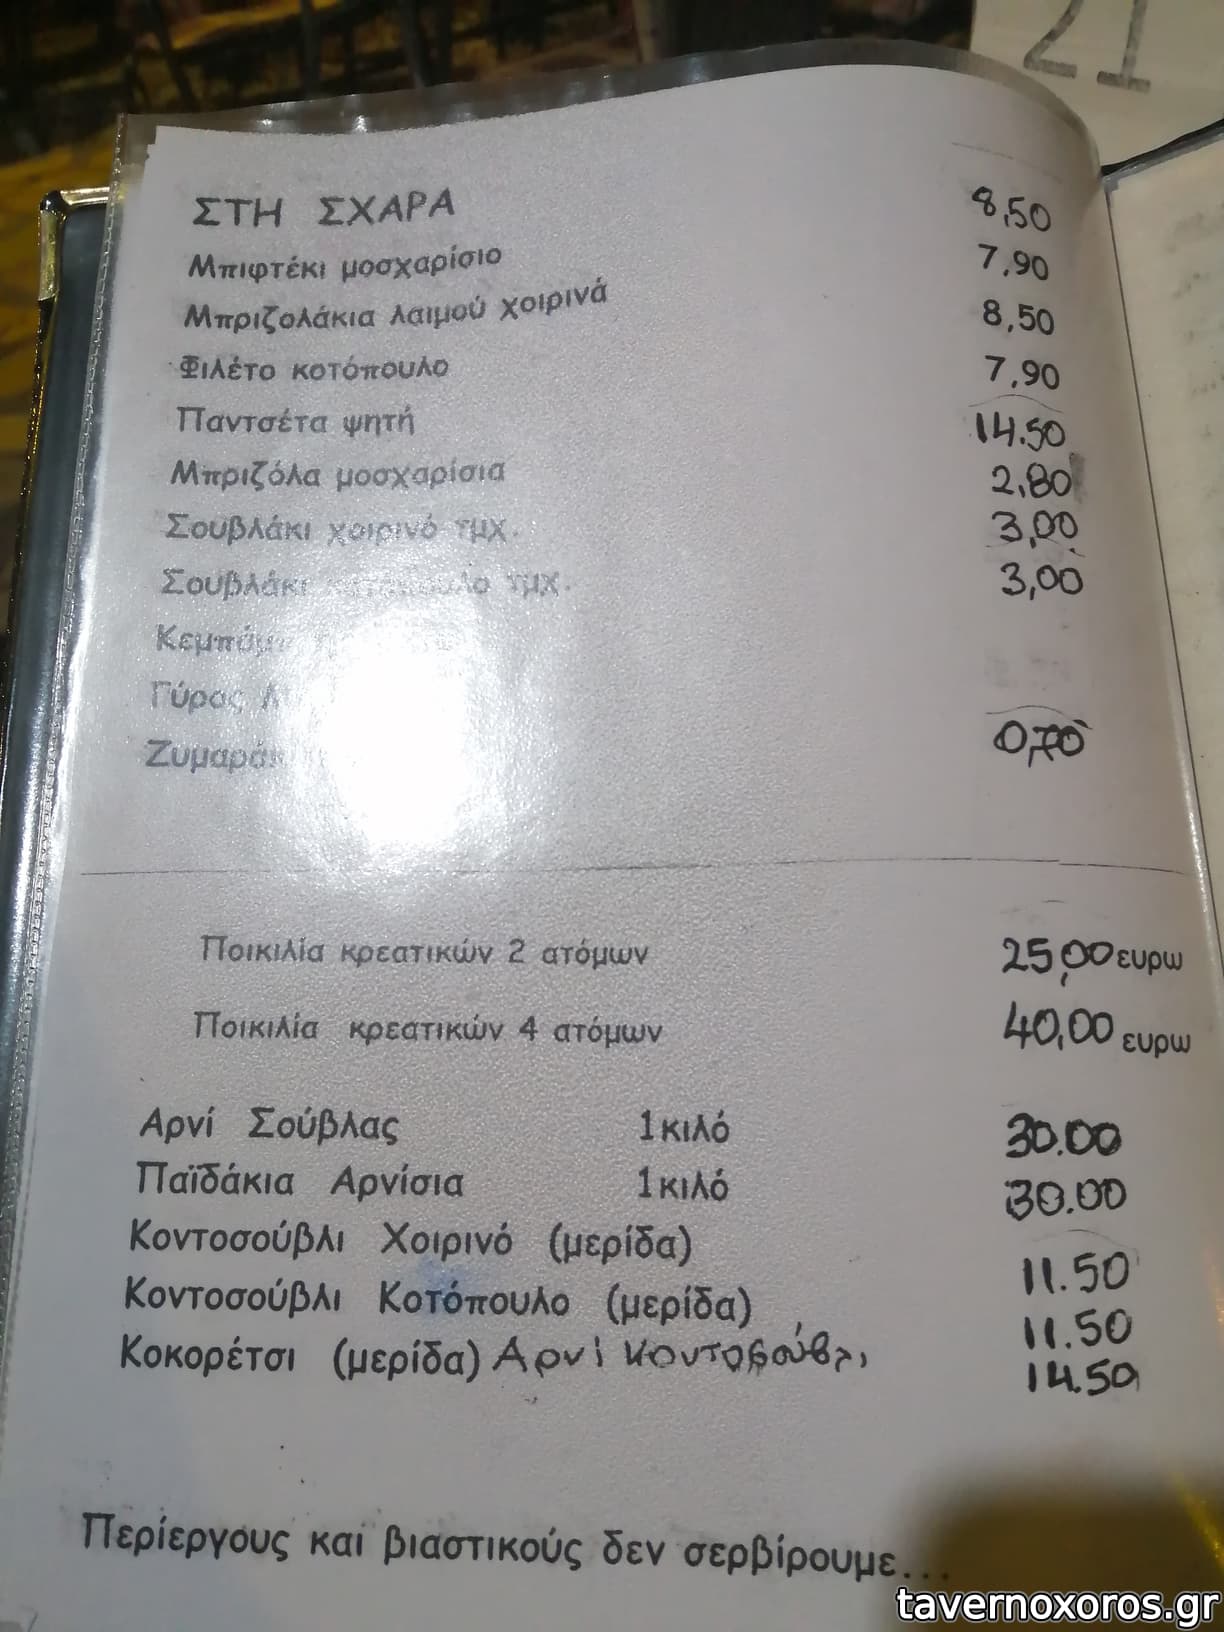 21
ΣΤΗ ΣΧΑΡΑ 8,50
Μπιφτέκι μοσχαρίσιο 7,90
Μπριζολάκια λαιμού χοιρινά 8,50
Φιλέτο κοτόπουλο 7,90
Παντσέτα ψητή 14.50
Μπριζόλα μοσχαρίσια 2,80
Σουβλάκι χοιρινό τμχ. 3,00
Σουβλάκι κοτόπουλο τμχ. 3,00
Γύρος
0,70
Ποικιλία κρεατικών 2 ατόμων 25,00 ευρω
Ποικιλία κρεατικών 4 ατόμων 40,00 ευρω
Αρνί Σούβλας 1κιλό 30.00
Παϊδάκια Αρνίσια 1κιλό 30.00
Κοντοσούβλι Χοιρινό (μερίδα) 11.50
Κοντοσούβλι Κοτόπουλο (μερίδα) 11.50
Κοκορέτσι (μερίδα) Αρνί κοντοσούβλι 14.50
Περίεργους και βιαστικούς δεν σερβίρουμε...
tavernoxoros.gr